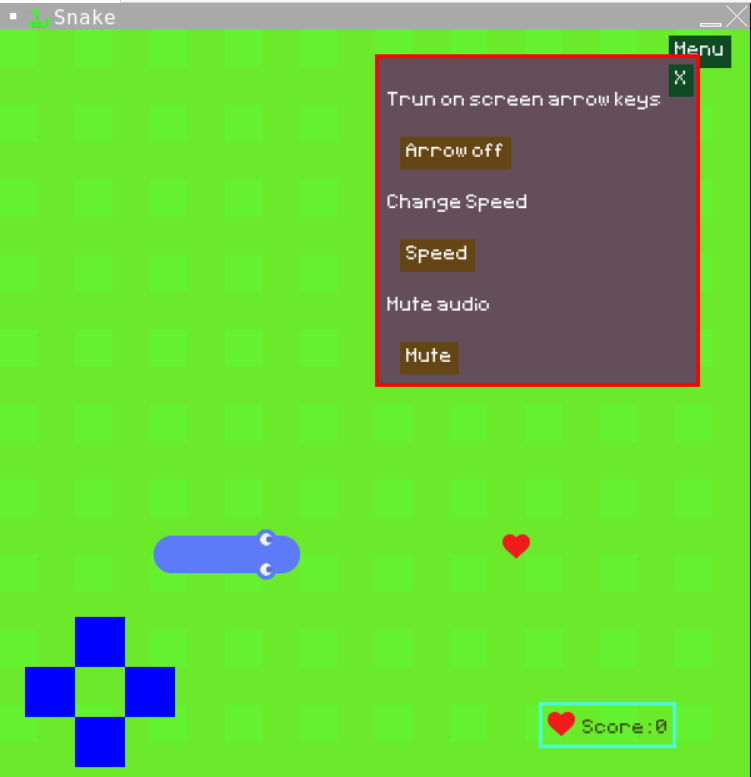 Snake
Menu
X
Trun on screen arrow keys
Arrow off
Change Speed
Speed
Mute audio
Mute
Score:0